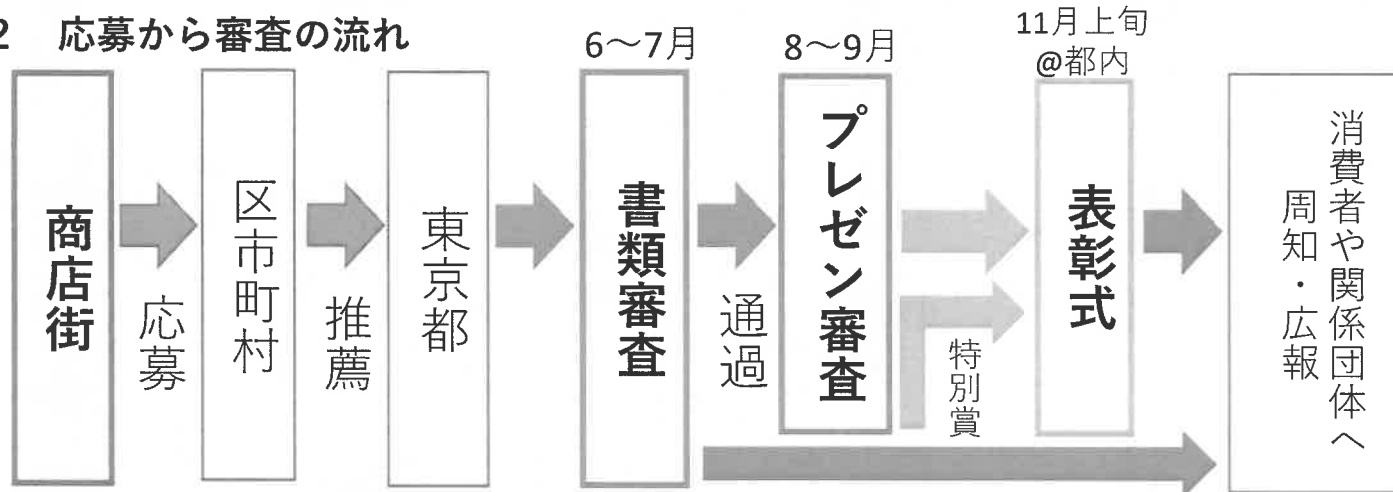 2 応募から審査の流れ
商店街
応募
区市町村
推薦
東京都
6～7月
書類審査
通過
8～9月
プレゼン審査
特別賞
11月上旬
@都内
表彰式
消費者や関係団体へ
周知・広報